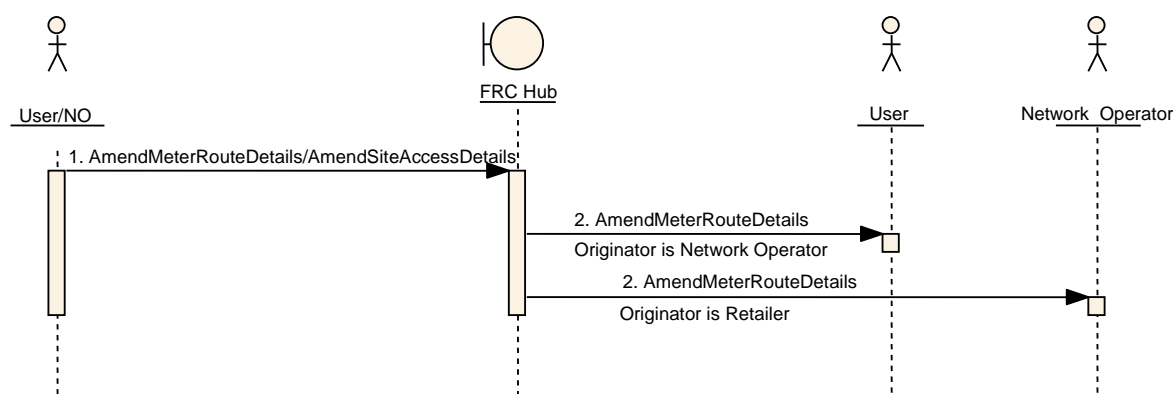 FRC Hub
User/NO
User
Network Operator
1. AmendMeterRouteDetails/AmendSiteAccessDetails
2. AmendMeterRouteDetails
Originator is Network Operator
2. AmendMeterRouteDetails
Originator is Retailer